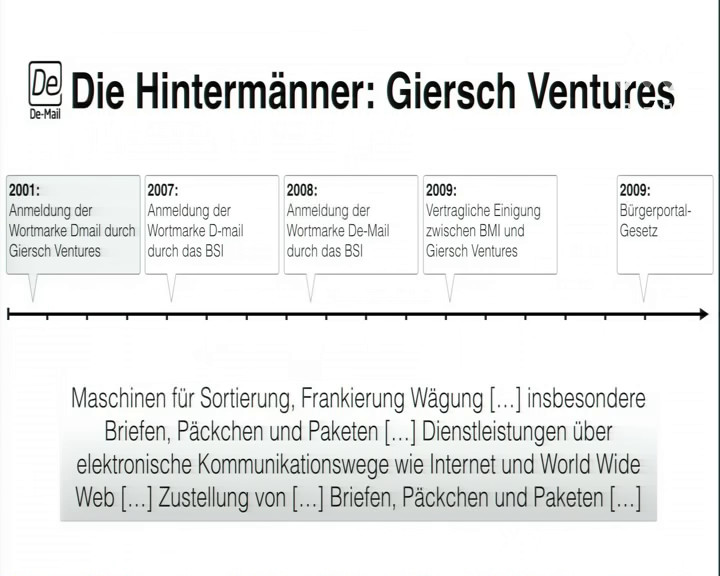 De
De-Mail
Die Hintermänner: Giersch Ventures
2001:
Anmeldung der
Wortmarke Dmail durch
Giersch Ventures
2007:
Anmeldung der
Wortmarke D-mail
durch das BSI
2008:
Anmeldung der
Wortmarke De-Mail
durch das BSI
2009:
Vertragliche Einigung
zwischen BMI und
Giersch Ventures
2009:
Bürgerportal-
Gesetz
Maschinen für Sortierung, Frankierung Wägung [...] insbesondere
Briefen, Päckchen und Paketen [...] Dienstleistungen über
elektronische Kommunikationswege wie Internet und World Wide
Web [...] Zustellung von [...] Briefen, Päckchen und Paketen [...]